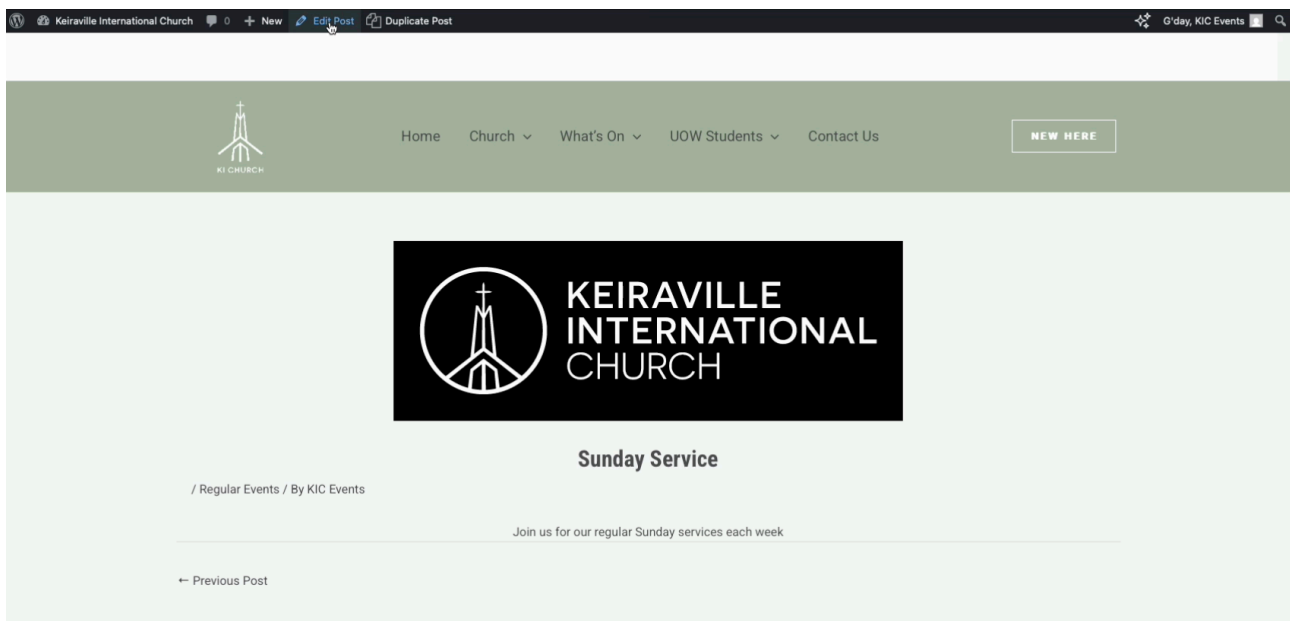 Keiraville International Church 0 New Edit Post Duplicate Post G'day, KIC Events
KI CHURCH
Home Church What's On UOW Students Contact Us NEW HERE
KEIRAVILLE
INTERNATIONAL
CHURCH
Sunday Service
/ Regular Events / By KIC Events
Join us for our regular Sunday services each week
← Previous Post